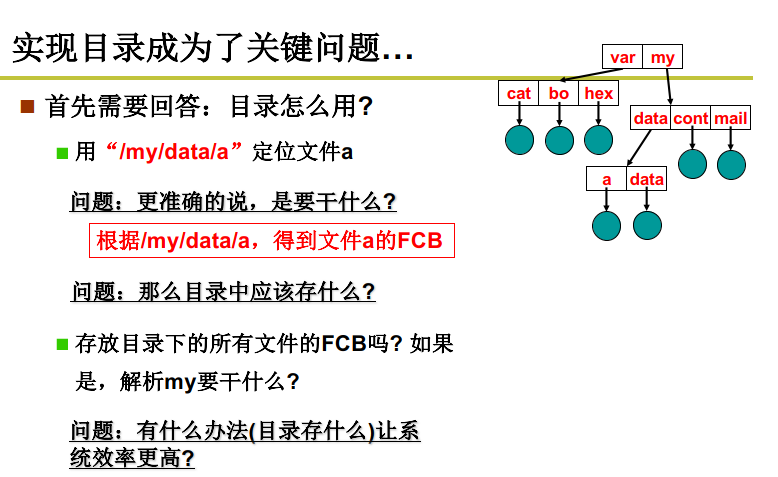 实现目录成为了关键问题…
首先需要回答：目录怎么用?
用“/my/data/a”定位文件a
问题：更准确的说，是要干什么?
根据/my/data/a，得到文件a的FCB
问题：那么目录中应该存什么?
存放目录下的所有文件的FCB吗? 如果
是，解析my要干什么?
问题：有什么办法(目录存什么)让系
统效率更高?
var my
cat bo hex
data cont mail
a data